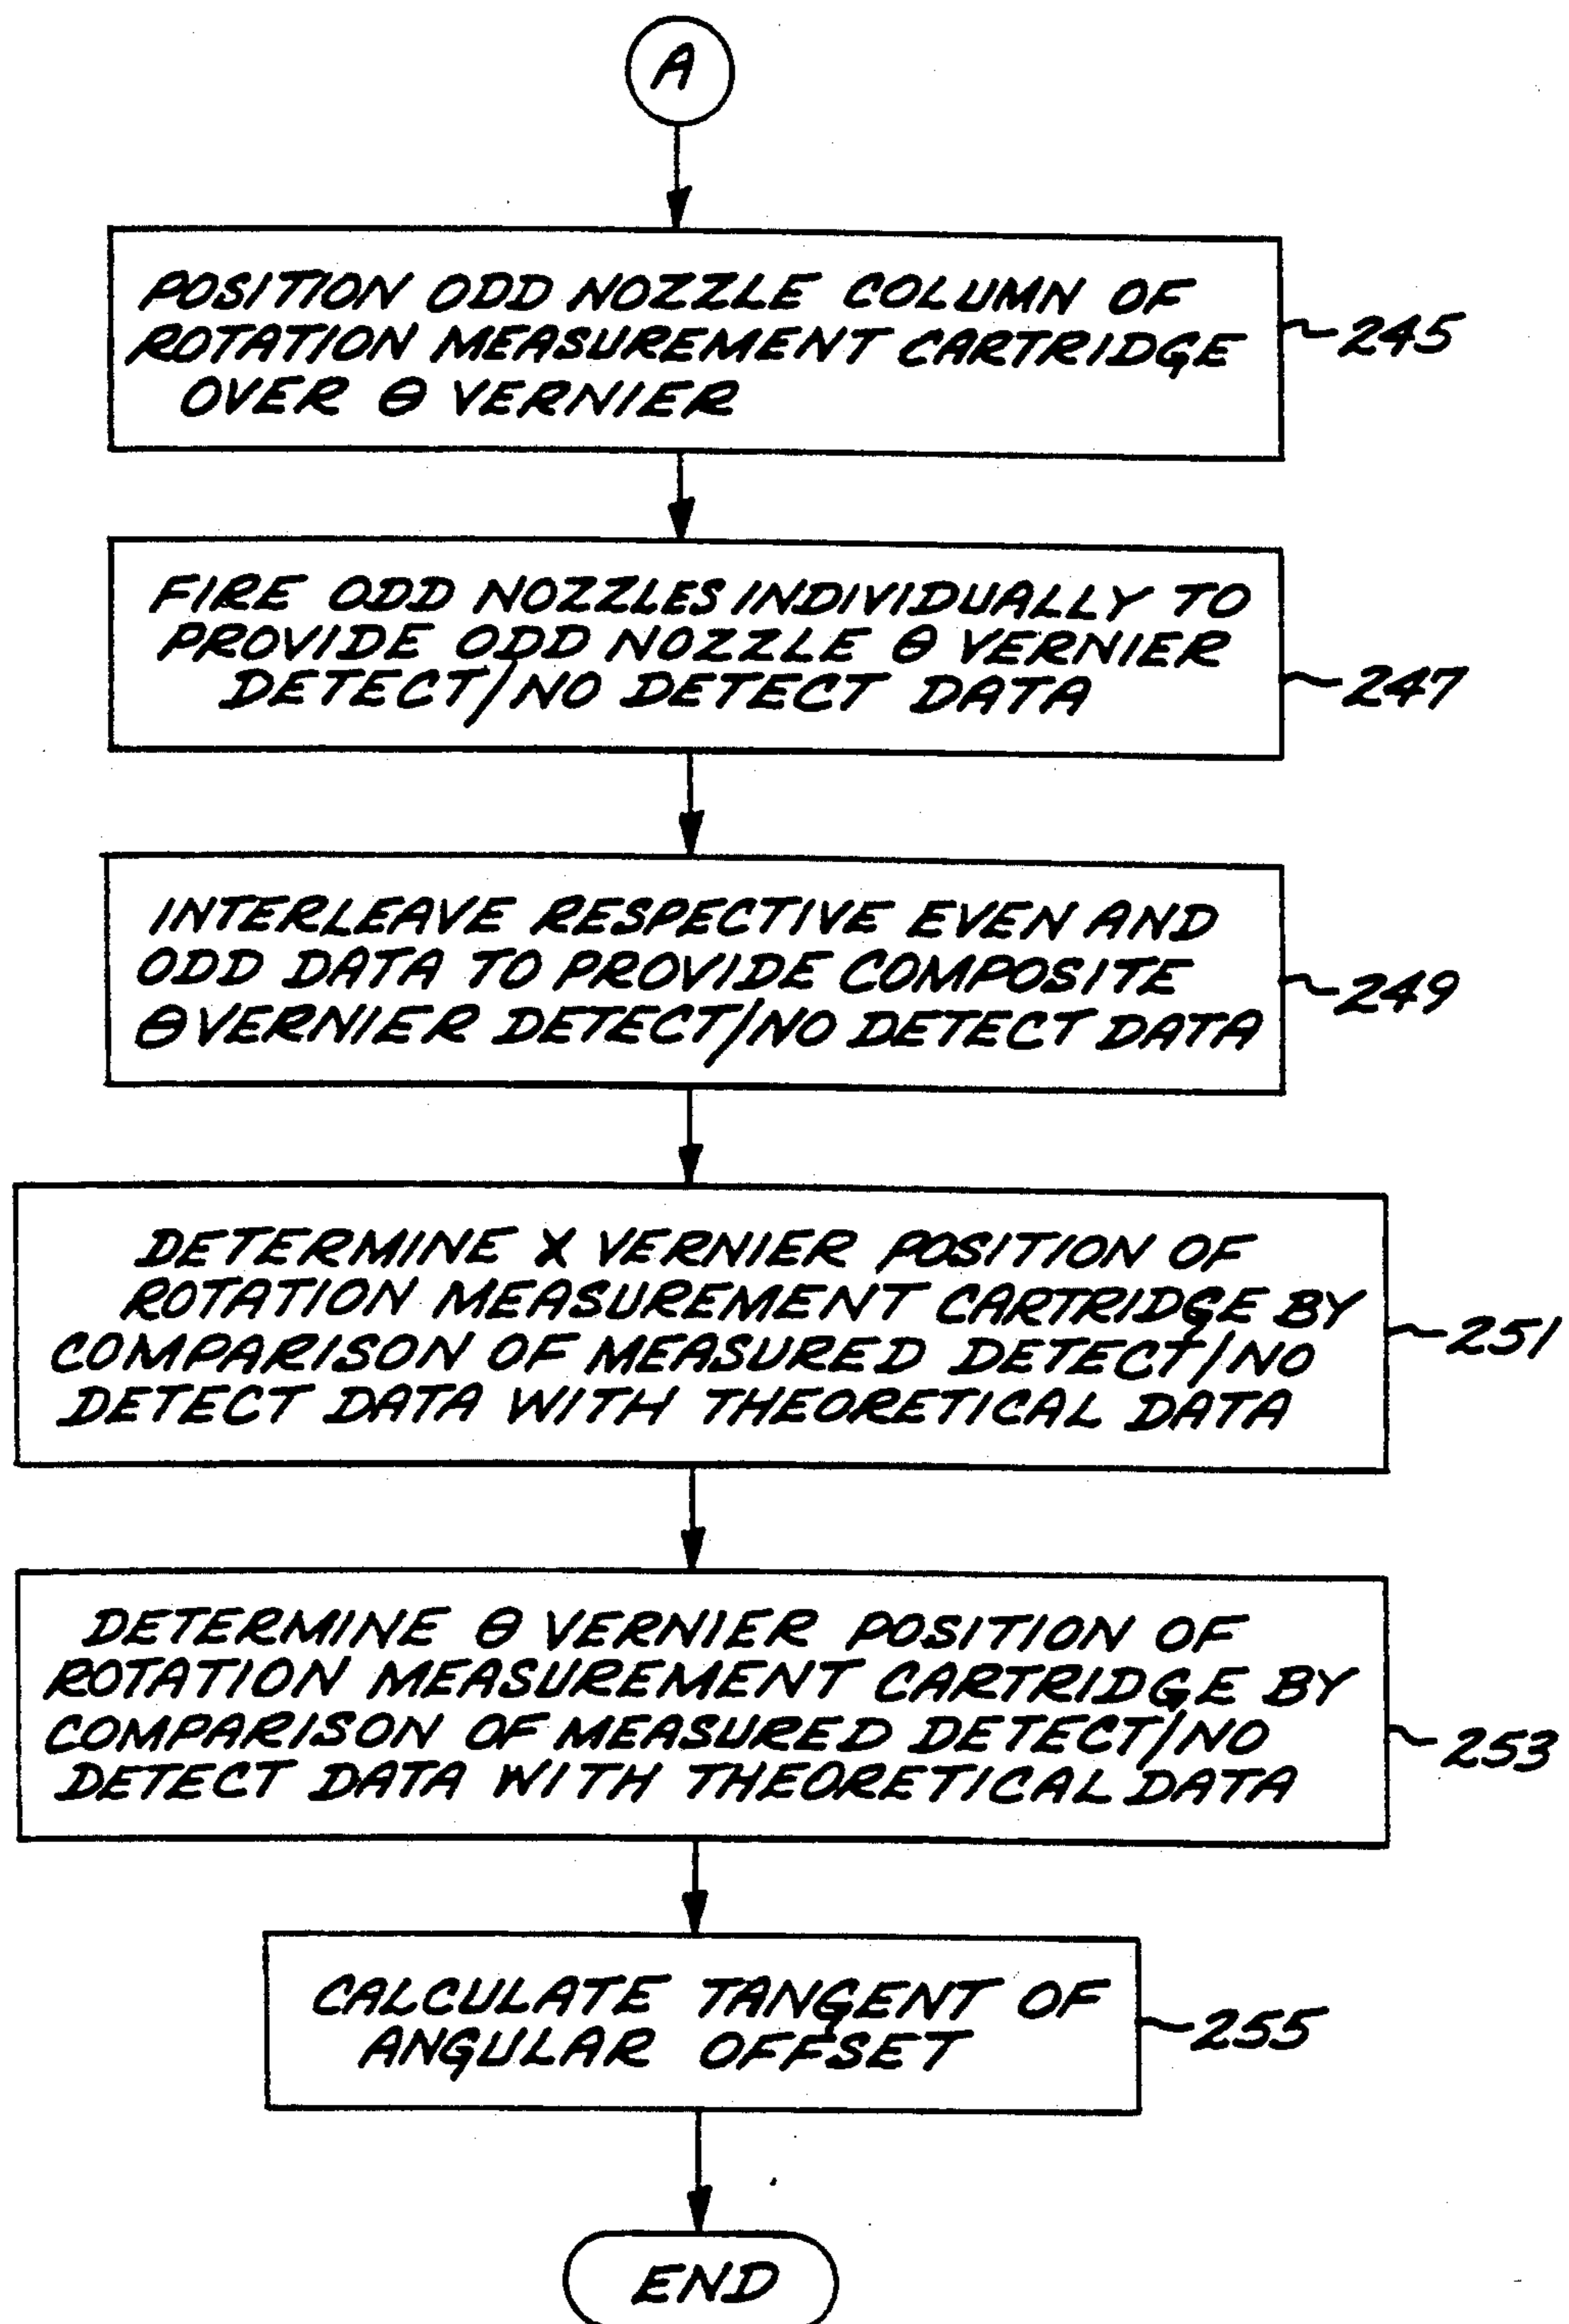 A
POSITION ODD NOZZLE COLUMN OF
ROTATION MEASUREMENT CARTRIDGE
OVER Θ VERNIER
245
FIRE ODD NOZZLES INDIVIDUALLY TO
PROVIDE ODD NOZZLE Θ VERNIER
DETECT/NO DETECT DATA
247
INTERLEAVE RESPECTIVE EVEN AND
ODD DATA TO PROVIDE COMPOSITE
Θ VERNIER DETECT/NO DETECT DATA
249
DETERMINE X VERNIER POSITION OF
ROTATION MEASUREMENT CARTRIDGE BY
COMPARISON OF MEASURED DETECT/NO
DETECT DATA WITH THEORETICAL DATA
251
DETERMINE Θ VERNIER POSITION OF
ROTATION MEASUREMENT CARTRIDGE BY
COMPARISON OF MEASURED DETECT/NO
DETECT DATA WITH THEORETICAL DATA
253
CALCULATE TANGENT OF
ANGULAR OFFSET
255
END